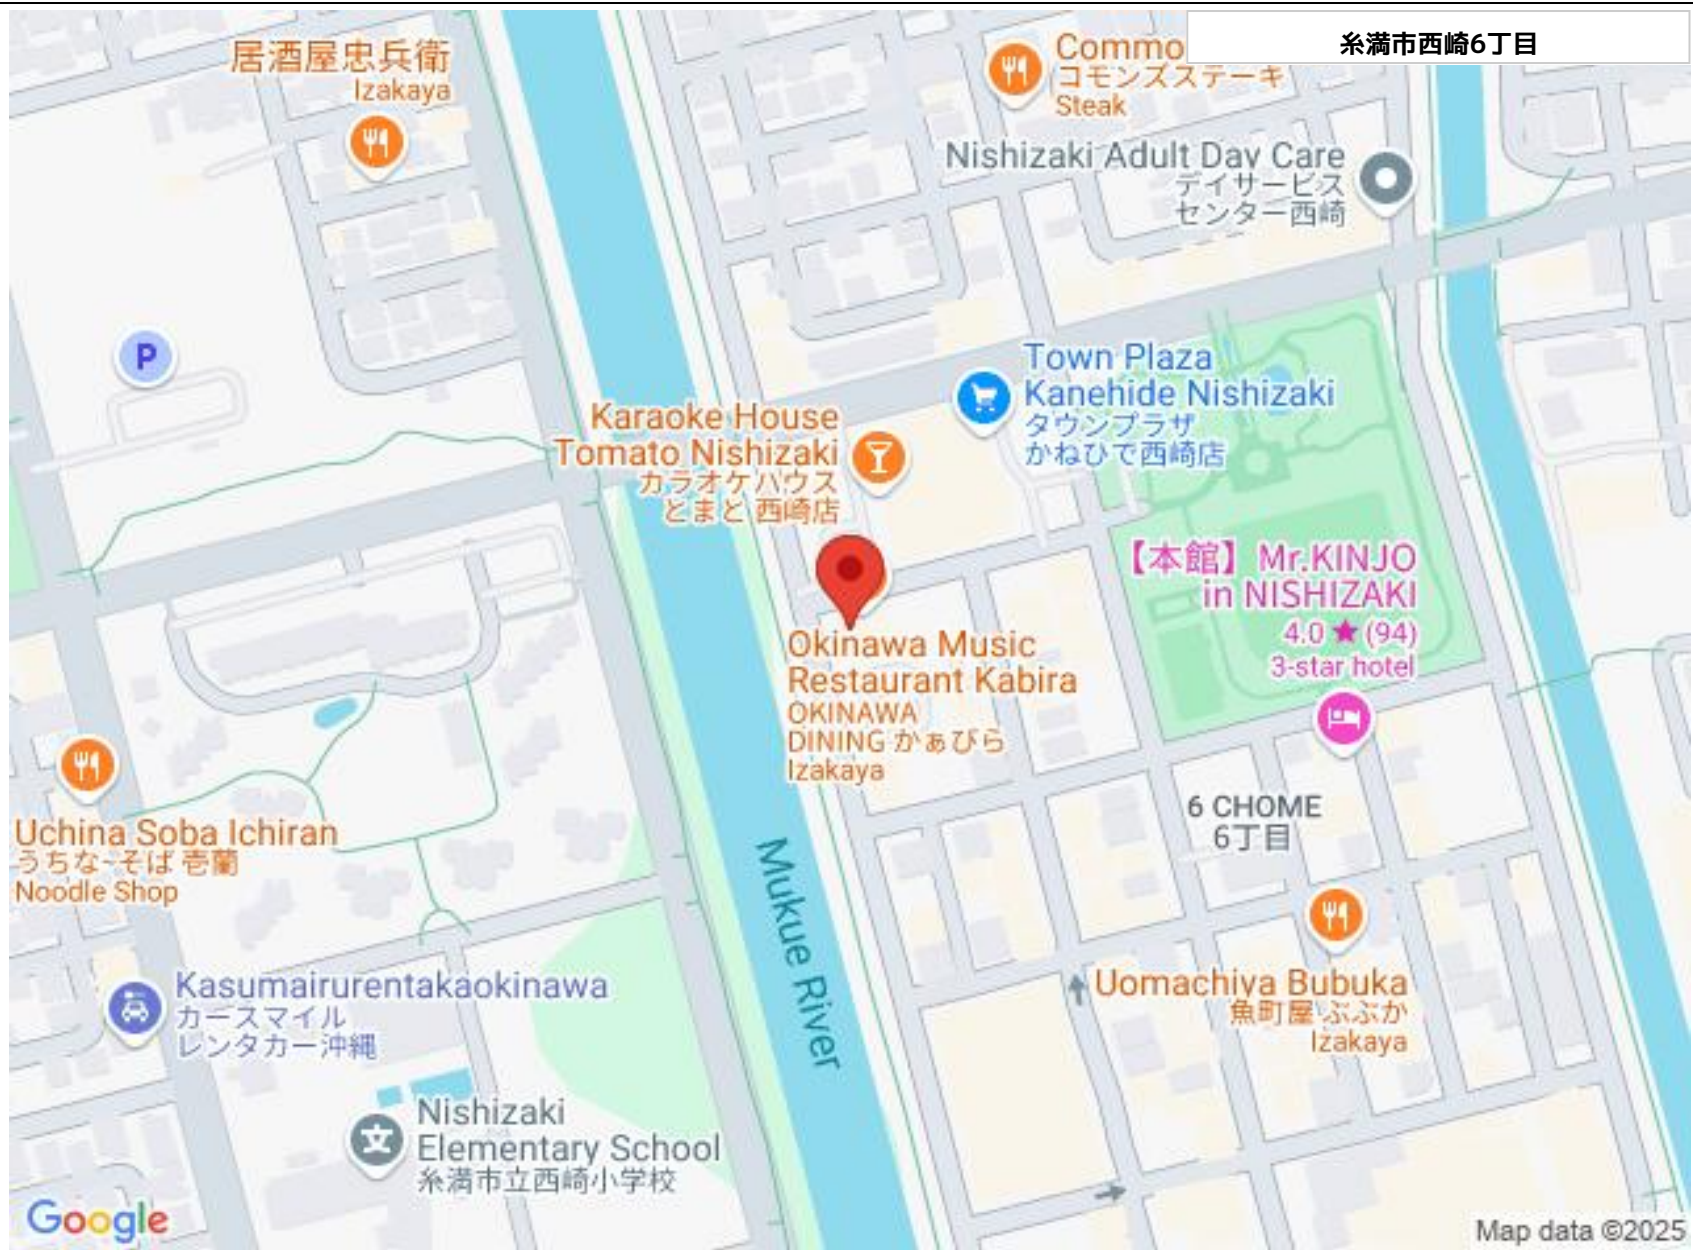 糸満市西崎6丁目
居酒屋忠兵衛
Izakaya
Commo
コモンズステーキ
Steak
Nishizaki Adult Day Care
デイサービス
センター西崎
P
Town Plaza
Kanehide Nishizaki
タウンプラザ
かねひで西崎店
Karaoke House
Tomato Nishizaki
カラオケハウス
とまと 西崎店
【本館】Mr.KINJO
in NISHIZAKI
4.0 ★ (94)
3-star hotel
Okinawa Music
Restaurant Kabira
OKINAWA
DINING かぁびら
Izakaya
6 CHOME
6丁目
Uchina Soba Ichiran
うちな~そば 壱蘭
Noodle Shop
Mukue River
Uomachiya Bubuka
魚町屋 ぶぶか
Izakaya
Kasumairurentakaokinawa
カースマイル
レンタカー沖縄
文
Nishizaki
Elementary School
糸満市立西崎小学校
Google
Map data ©2025